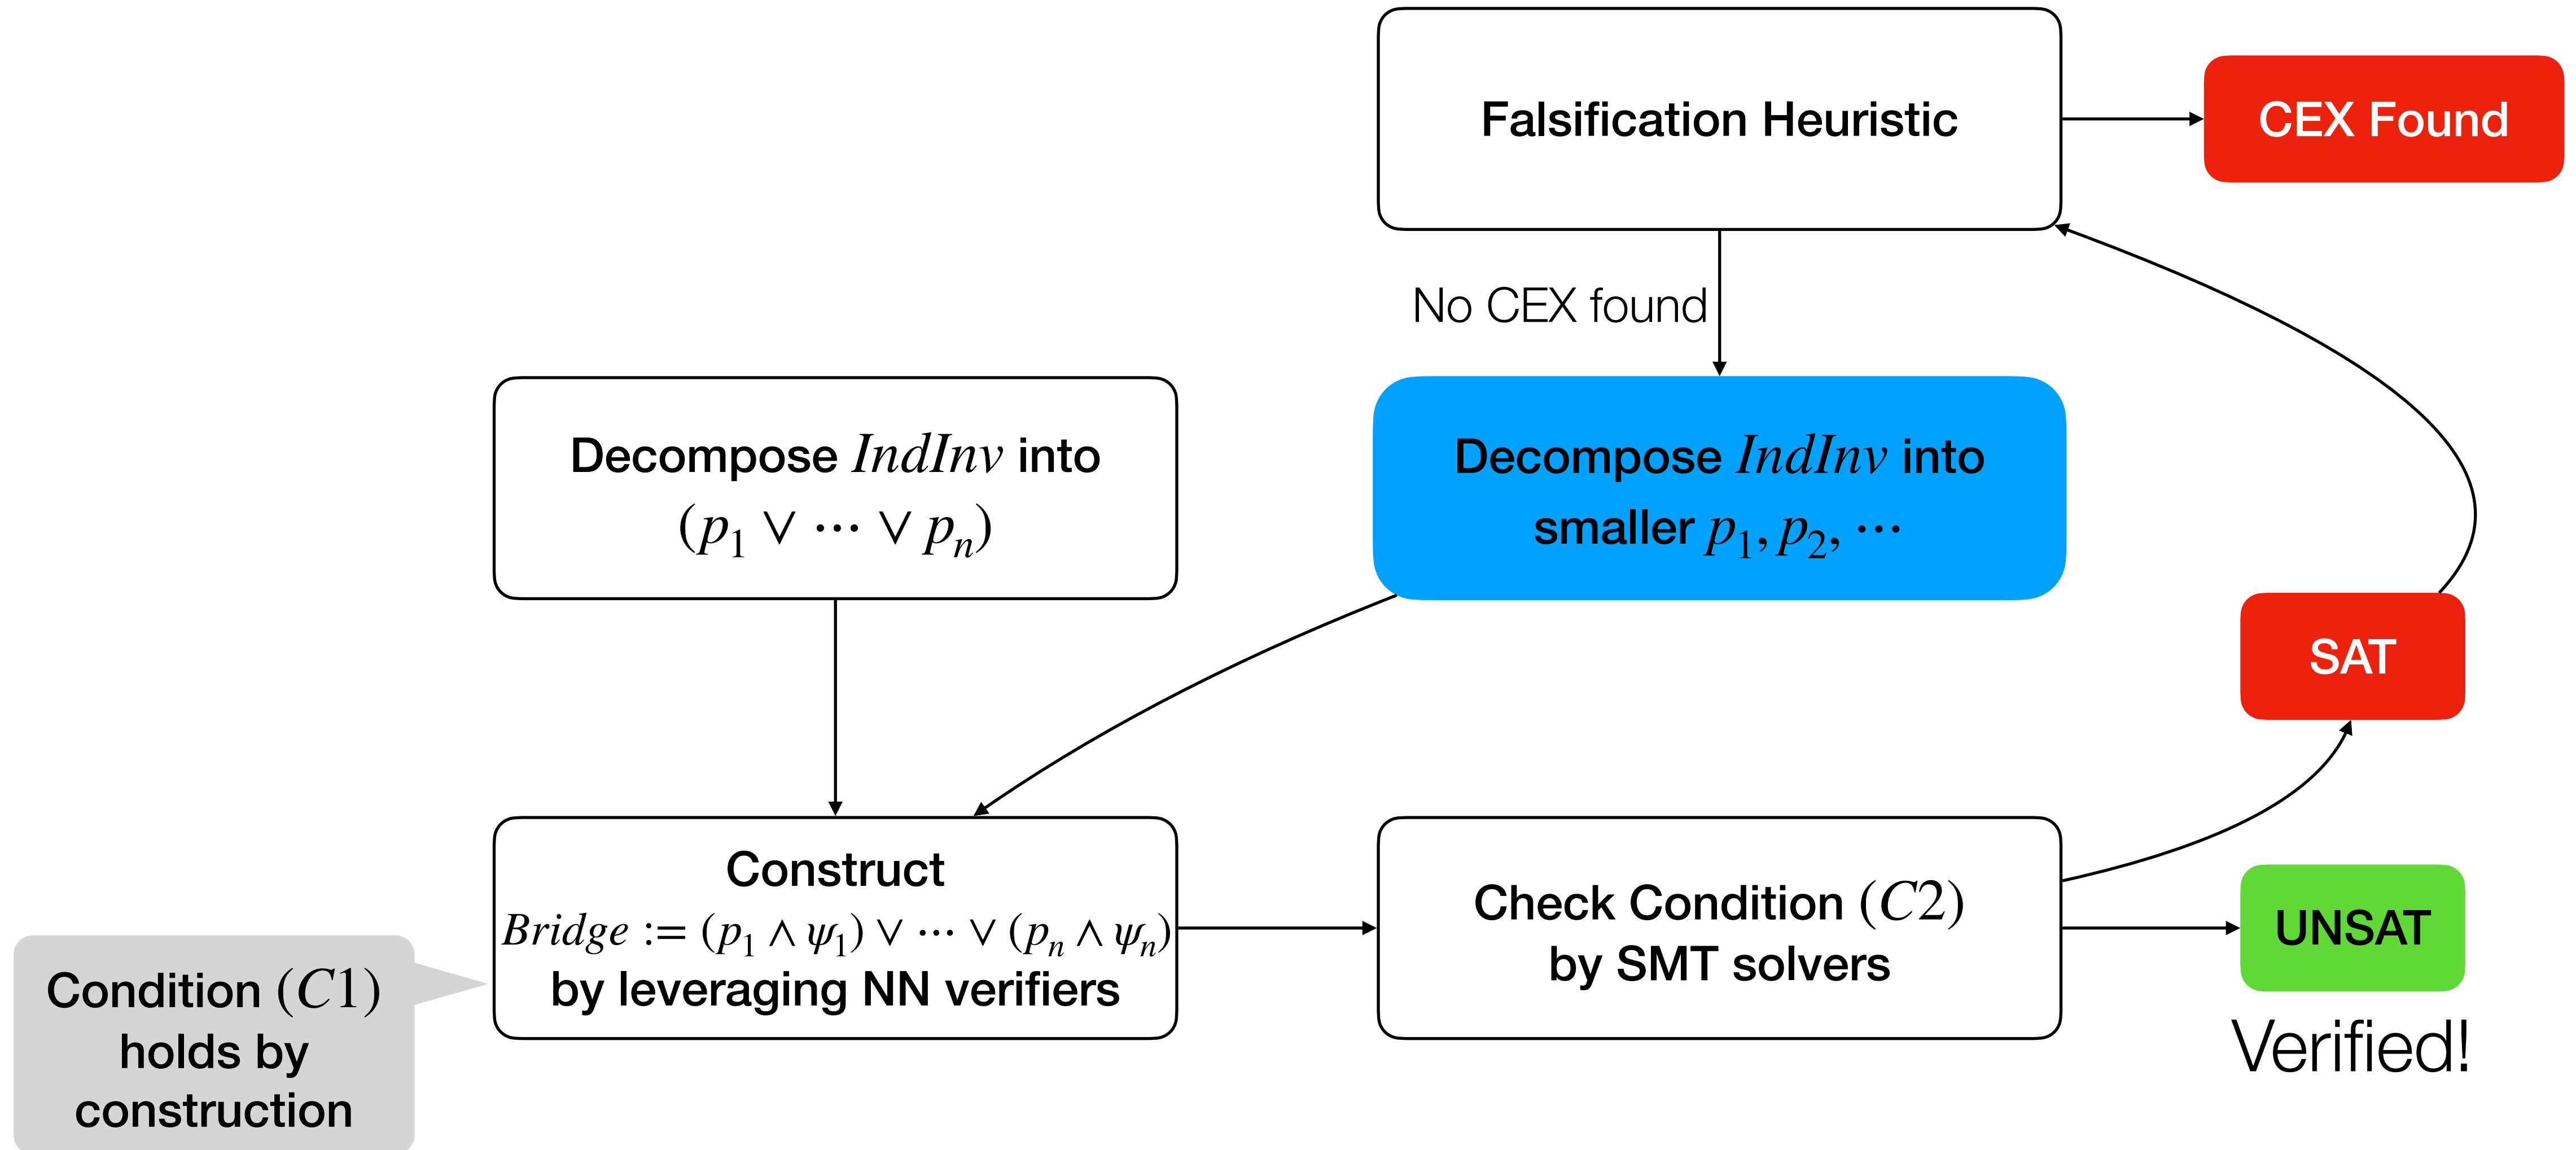 Falsification Heuristic
CEX Found
No CEX found
Decompose IndInv into
(p₁ ∨ ⋯ ∨ pₙ)
Decompose IndInv into
smaller p₁, p₂, ⋯
SAT
Construct
Bridge := (p₁ ∧ ψ₁) ∨ ⋯ ∨ (pₙ ∧ ψₙ)
by leveraging NN verifiers
Check Condition (C2)
by SMT solvers
UNSAT
Verified!
Condition (C1)
holds by
construction